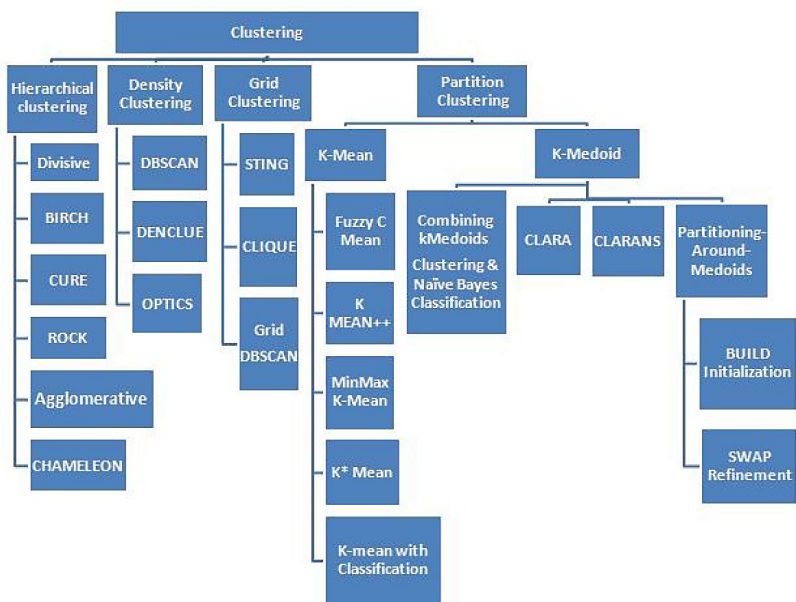 Clustering
Hierarchical
clustering
Density
Clustering
Grid
Clustering
Partition
Clustering
Divisive
BIRCH
CURE
ROCK
Agglomerative
CHAMELEON
DBSCAN
DENCLUE
OPTICS
STING
CLIQUE
Grid
DBSCAN
K-Mean
Fuzzy C
Mean
K
MEAN++
MinMax
K-Mean
K* Mean
K-mean with
Classification
K-Medoid
Combining
kMedoids
Clustering &
Naïve Bayes
Classification
CLARA
CLARANS
Partitioning-
Around-
Medoids
BUILD
Initialization
SWAP
Refinement